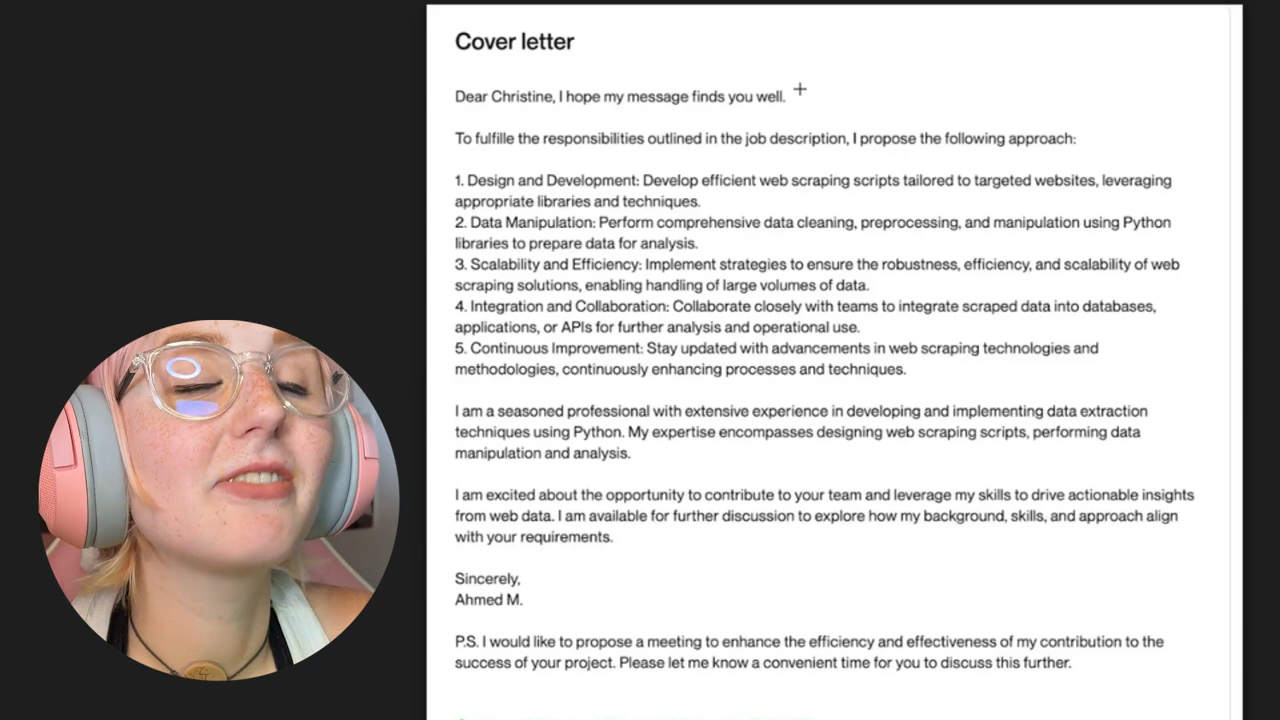 Cover letter
Dear Christine, I hope my message finds you well.
To fulfille the responsibilities outlined in the job description, I propose the following approach:
1. Design and Development: Develop efficient web scraping scripts tailored to targeted websites, leveraging
appropriate libraries and techniques.
2. Data Manipulation: Perform comprehensive data cleaning, preprocessing, and manipulation using Python
libraries to prepare data for analysis.
3. Scalability and Efficiency: Implement strategies to ensure the robustness, efficiency, and scalability of web
scraping solutions, enabling handling of large volumes of data.
4. Integration and Collaboration: Collaborate closely with teams to integrate scraped data into databases,
applications, or APIs for further analysis and operational use.
5. Continuous Improvement: Stay updated with advancements in web scraping technologies and
methodologies, continuously enhancing processes and techniques.
I am a seasoned professional with extensive experience in developing and implementing data extraction
techniques using Python. My expertise encompasses designing web scraping scripts, performing data
manipulation and analysis.
I am excited about the opportunity to contribute to your team and leverage my skills to drive actionable insights
from web data. I am available for further discussion to explore how my background, skills, and approach align
with your requirements.
Sincerely,
Ahmed M.
P.S. I would like to propose a meeting to enhance the efficiency and effectiveness of my contribution to the
success of your project. Please let me know a convenient time for you to discuss this further.